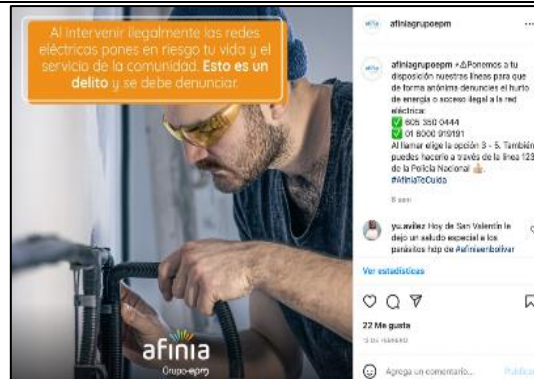 Al intervenir ilegalmente las redes
eléctricas pones en riesgo tu vida y el
servicio de la comunidad. Esto es un
delito y se debe denunciar.
afinia
Grupo·epm
afiniagrupoepm
afiniagrupoepm ⚡⚠Ponemos a tu
disposición nuestras líneas para que
de forma anónima denuncies el hurto
de energía o acceso ilegal a la red
eléctrica:
✅ 605 350 0444
✅ 01 8000 919191
Al llamar elige la opción 3 - 5. También
puedes hacerlo a través de la línea 123
de la Policía Nacional 👍.
#AfiniaTeCuida
yu.avilez Hoy de San Valentín le
dejo un saludo especial a los
parásitos hdp de #afiniaenbolivar
Ver estadísticas
22 Me gusta
13 DE FEBRERO
Agrega un comentario...
Publicar